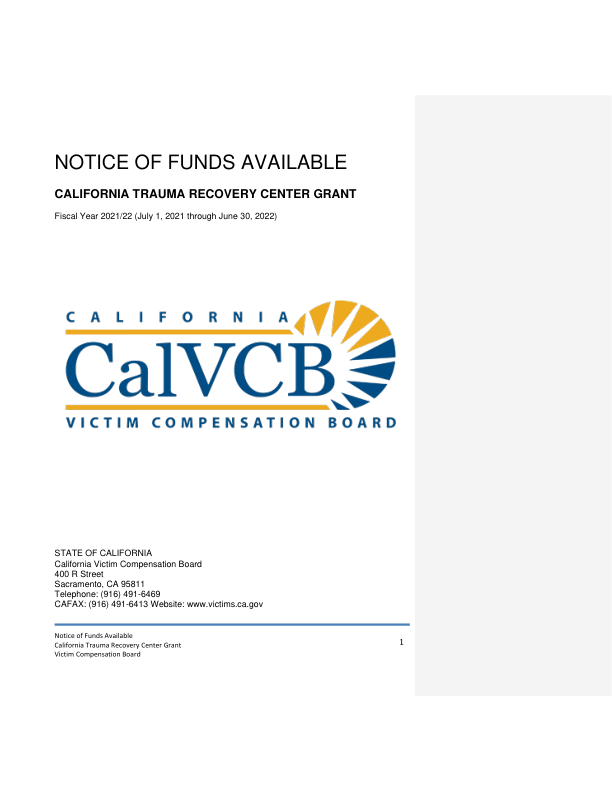 NOTICE OF FUNDS AVAILABLE
CALIFORNIA TRAUMA RECOVERY CENTER GRANT
Fiscal Year 2021/22 (July 1, 2021 through June 30, 2022)
CALIFORNIA
CalVCB
VICTIM COMPENSATION BOARD
STATE OF CALIFORNIA
California Victim Compensation Board
400 R Street
Sacramento, CA 95811
Telephone: (916) 491-6469
CAFAX: (916) 491-6413 Website: www.victims.ca.gov
Notice of Funds Available
California Trauma Recovery Center Grant
Victim Compensation Board
1